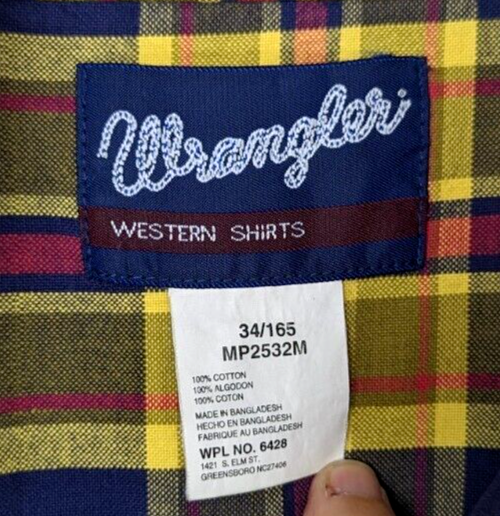 Wrangler
WESTERN SHIRTS
34/165
MP2532M
100% COTTON
100% ALGODON
100% COTON
MADE IN BANGLADESH
HECHO EN BANGLADESH
FABRIQUE AU BANGLADESH
WPL NO. 6428
1421 S. ELM ST.
GREENSBORO NC27406